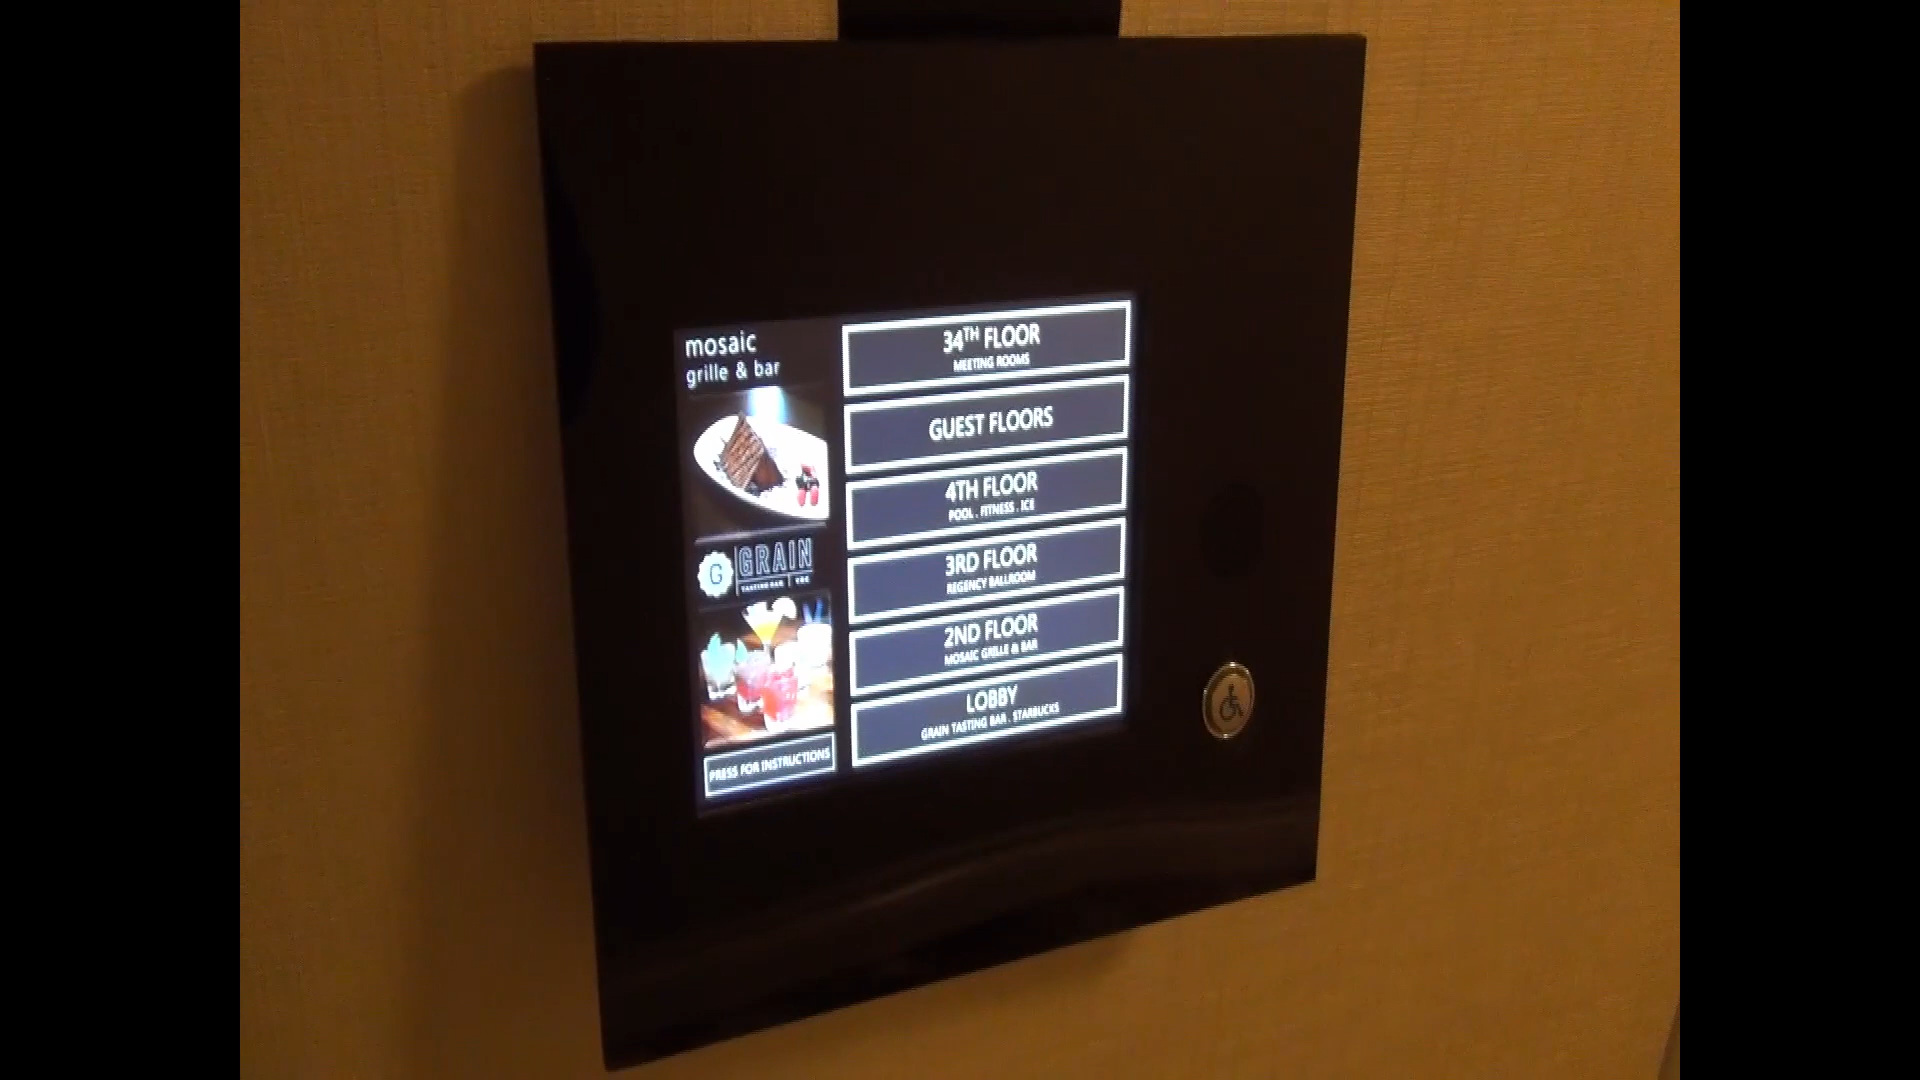 mosaic
grille & bar
G GRAIN
TASTING BAR
PRESS FOR INSTRUCTIONS
34TH FLOOR
MEETING ROOMS
GUEST FLOORS
4TH FLOOR
POOL . FITNESS . ICE
3RD FLOOR
REGENCY BALLROOM
2ND FLOOR
MOSAIC GRILLE & BAR
LOBBY
GRAIN TASTING BAR . STARBUCKS